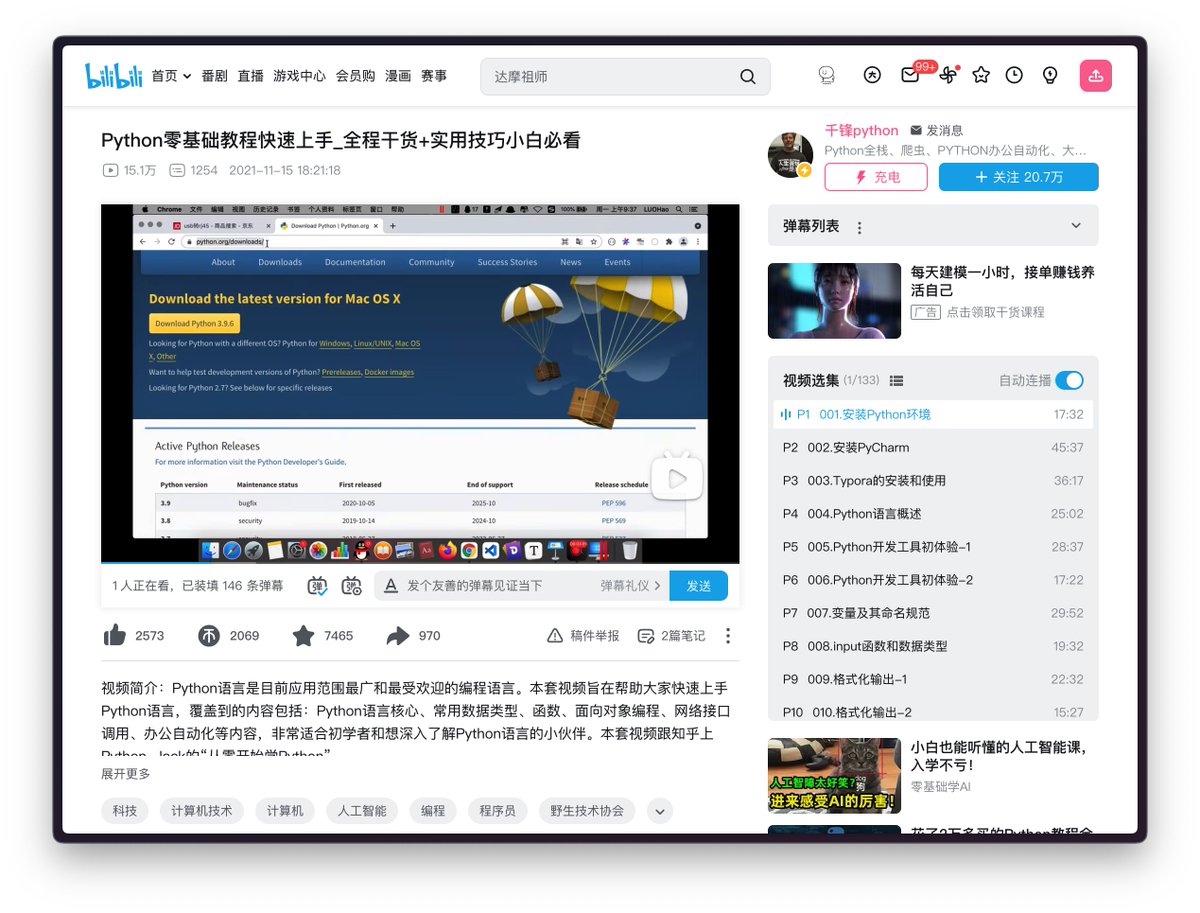 bilibili 首页 番剧 直播 游戏中心 会员购 漫画 赛事 达摩祖师 99+
Python零基础教程快速上手_全程干货+实用技巧小白必看
15.1万 1254 2021-11-15 18:21:18
Chrome 文件 编辑 视图 历史记录 书签 个人资料 标签页 窗口 帮助 100% 周一上午9:37 LUOHao
usb转rj45 - 商品搜索 - 京东 Download Python | Python.org
python.org/downloads/
About Downloads Documentation Community Success Stories News Events
Download the latest version for Mac OS X
Download Python 3.9.6
Looking for Python with a different OS? Python for Windows, Linux/UNIX, Mac OS
X, Other
Want to help test development versions of Python? Prereleases, Docker images
Looking for Python 2.7? See below for specific releases
Active Python Releases
For more information visit the Python Developer's Guide.
Python version Maintenance status First released End of support Release schedule
3.9 bugfix 2020-10-05 2025-10 PEP 596
3.8 security 2019-10-14 2024-10 PEP 569
1人正在看，已装填 146 条弹幕 发个友善的弹幕见证当下 弹幕礼仪 发送
2573 2069 7465 970 稿件举报 2篇笔记
视频简介：Python语言是目前应用范围最广和最受欢迎的编程语言。本套视频旨在帮助大家快速上手
Python语言，覆盖到的内容包括：Python语言核心、常用数据类型、函数、面向对象编程、网络接口
调用、办公自动化等内容，非常适合初学者和想深入了解Python语言的小伙伴。本套视频跟知乎上
展开更多
科技 计算机技术 计算机 人工智能 编程 程序员 野生技术协会
千锋python 发消息
Python全栈、爬虫、PYTHON办公自动化、大...
充电 + 关注 20.7万
弹幕列表
每天建模一小时，接单赚钱养
活自己
广告 点击领取干货课程
视频选集 (1/133) 自动连播
P1 001.安装Python环境 17:32
P2 002.安装PyCharm 45:37
P3 003.Typora的安装和使用 36:17
P4 004.Python语言概述 25:02
P5 005.Python开发工具初体验-1 28:37
P6 006.Python开发工具初体验-2 17:22
P7 007.变量及其命名规范 29:52
P8 008.input函数和数据类型 19:32
P9 009.格式化输出-1 22:32
P10 010.格式化输出-2 15:27
人工智障太好笑？
进来感受AI的厉害！
小白也能听懂的人工智能课，
入学不亏！
零基础学AI
花了2万多买的Python教程全